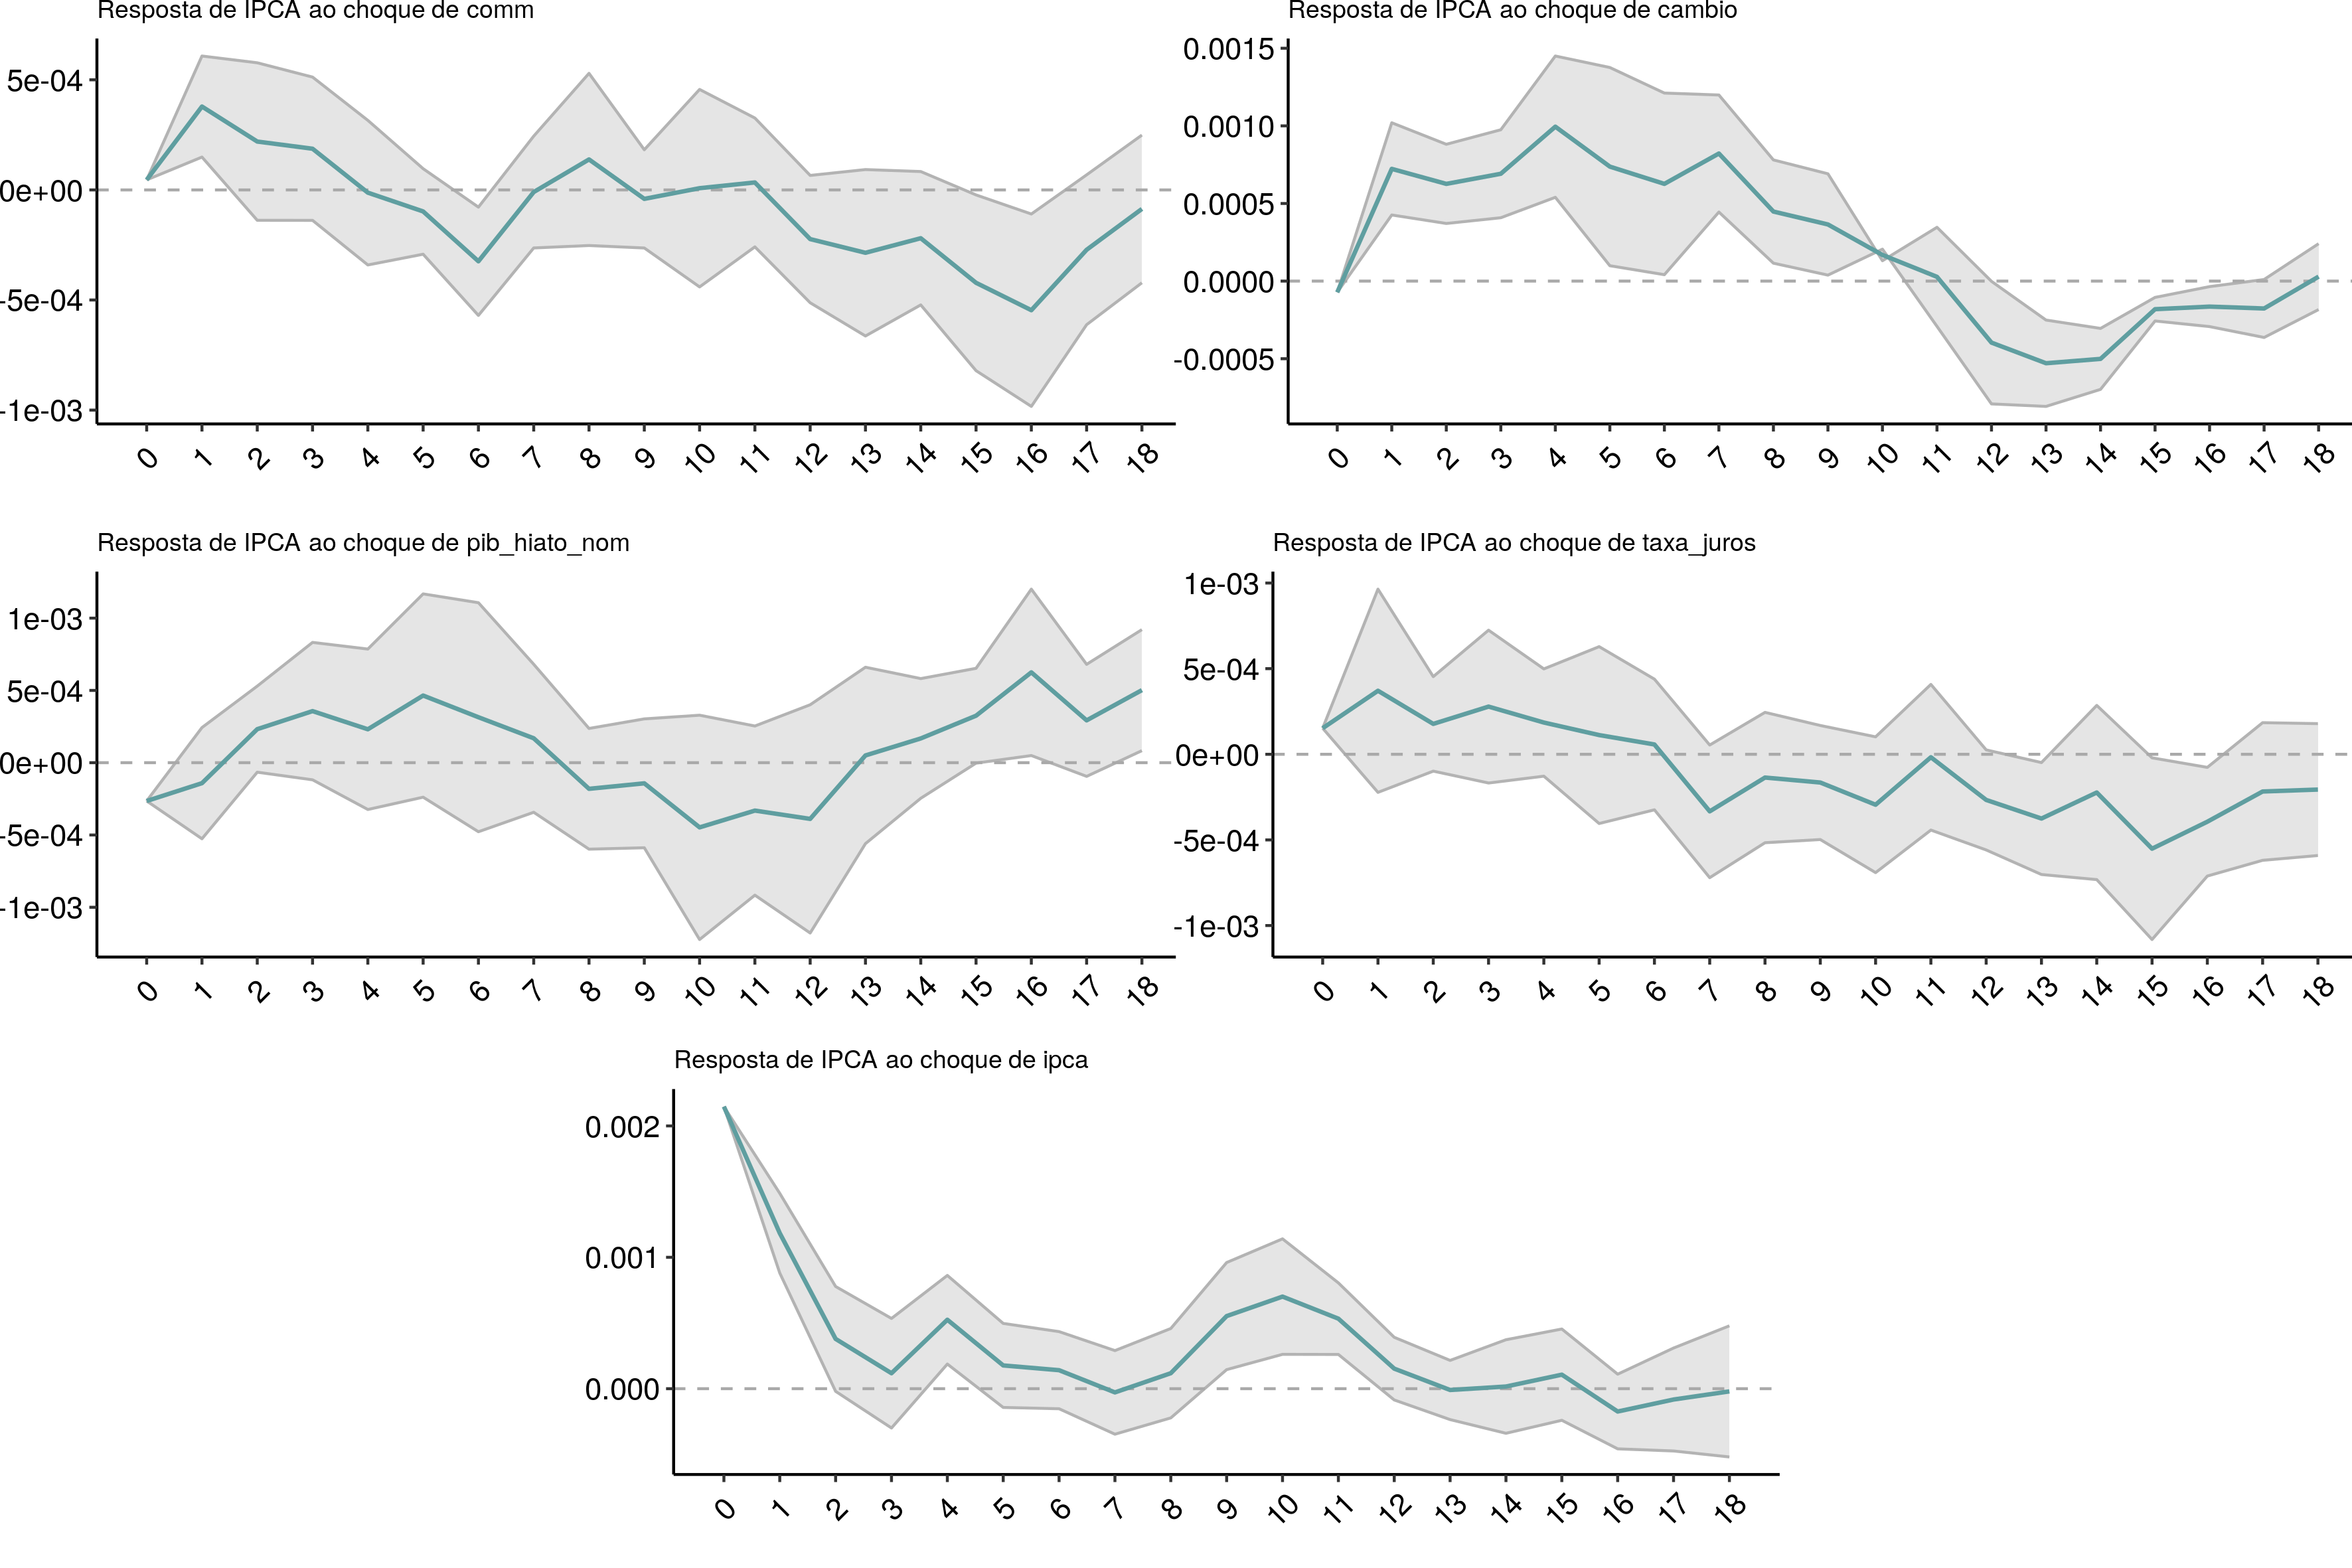 Resposta de IPCA ao choque de comm
5e-04
0e+00
-5e-04
-1e-03
0 1 2 3 4 5 6 7 8 9 10 11 12 13 14 15 16 17 18
Resposta de IPCA ao choque de cambio
0.0015
0.0010
0.0005
0.0000
-0.0005
0 1 2 3 4 5 6 7 8 9 10 11 12 13 14 15 16 17 18
Resposta de IPCA ao choque de pib_hiato_nom
1e-03
5e-04
0e+00
-5e-04
-1e-03
0 1 2 3 4 5 6 7 8 9 10 11 12 13 14 15 16 17 18
Resposta de IPCA ao choque de taxa_juros
1e-03
5e-04
0e+00
-5e-04
-1e-03
0 1 2 3 4 5 6 7 8 9 10 11 12 13 14 15 16 17 18
Resposta de IPCA ao choque de ipca
0.002
0.001
0.000
0 1 2 3 4 5 6 7 8 9 10 11 12 13 14 15 16 17 18